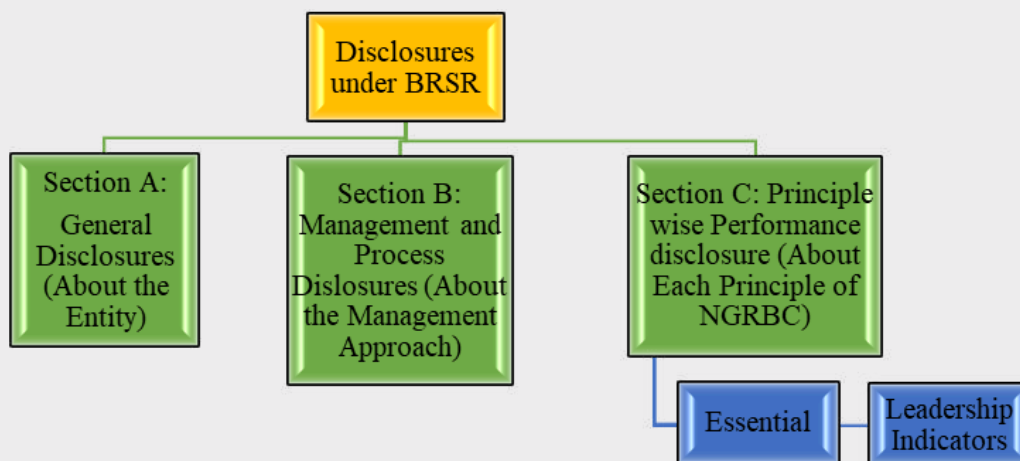 Disclosures
under BRSR
Section A:
General
Disclosures
(About the
Entity)
Section B:
Management and
Process
Dislosures (About
the Management
Approach)
Section C: Principle
wise Performance
disclosure (About
Each Principle of
NGRBC)
Essential
Leadership
Indicators